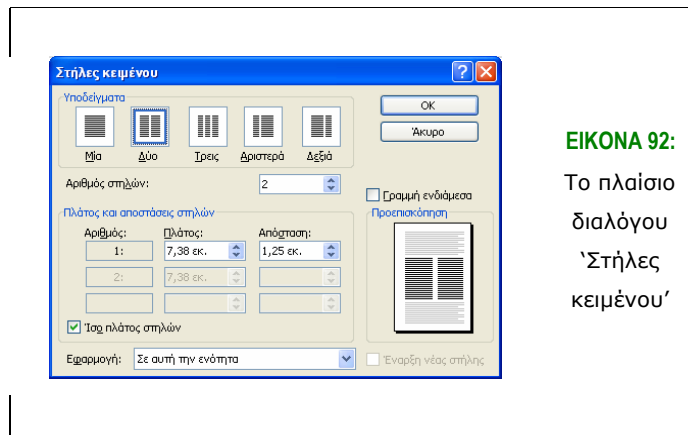 Στήλες κειμένου
Υποδείγματα
Μία Δύο Τρεις Αριστερά Δεξιά
OK
Άκυρο
Αριθμός στηλών: 2
Γραμμή ενδιάμεσα
Πλάτος και αποστάσεις στηλών
Αριθμός: Πλάτος: Απόσταση:
1: 7,38 εκ. 1,25 εκ.
2: 7,38 εκ.
Ίσο πλάτος στηλών
Προεπισκόπηση
Εφαρμογή: Σε αυτή την ενότητα
Έναρξη νέας στήλης
ΕΙΚΟΝΑ 92:
Το πλαίσιο
διαλόγου
‘Στήλες
κειμένου’